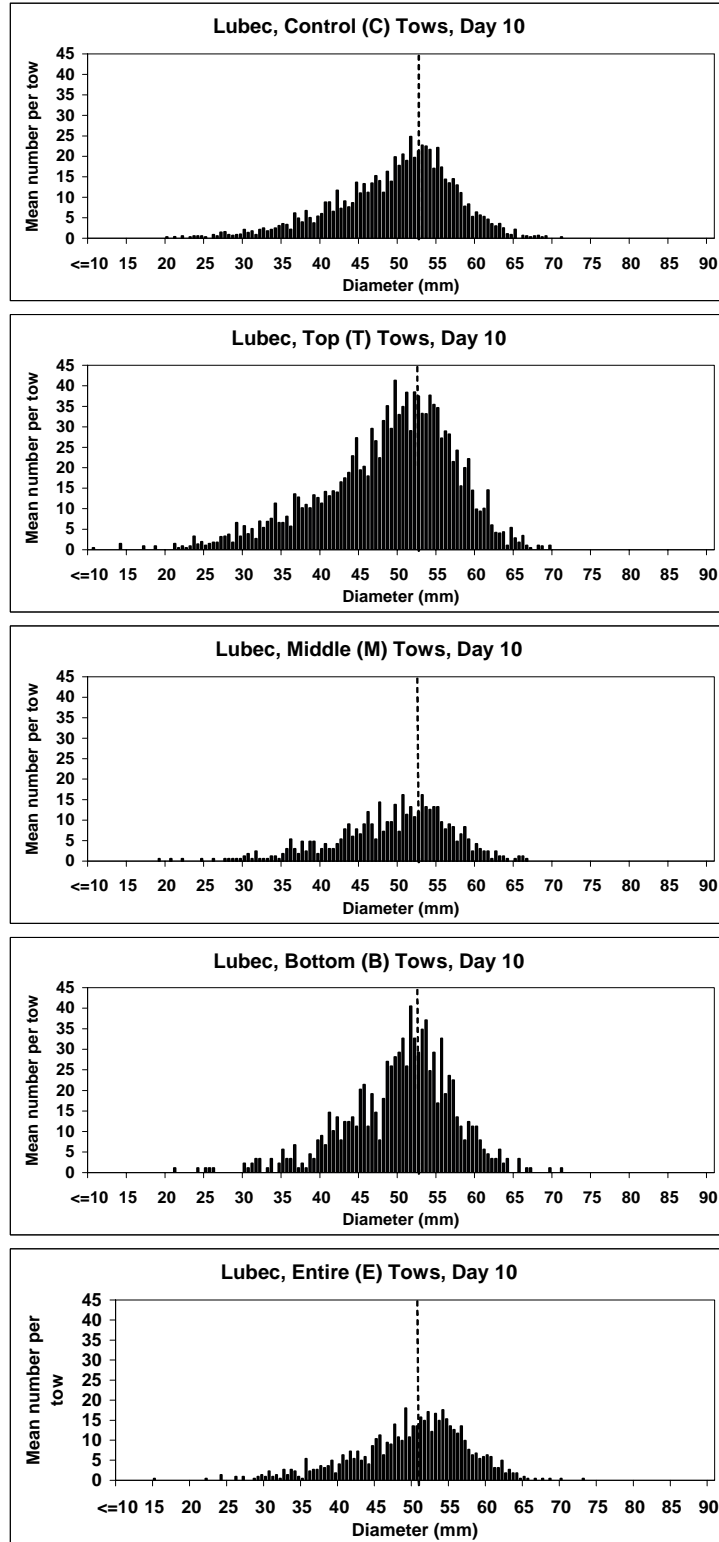 Lubec, Control (C) Tows, Day 10
Mean number per tow
45
40
35
30
25
20
15
10
5
0
<=10 15 20 25 30 35 40 45 50 55 60 65 70 75 80 85 90
Diameter (mm)
Lubec, Top (T) Tows, Day 10
Mean number per tow
45
40
35
30
25
20
15
10
5
0
<=10 15 20 25 30 35 40 45 50 55 60 65 70 75 80 85 90
Diameter (mm)
Lubec, Middle (M) Tows, Day 10
Mean number per tow
45
40
35
30
25
20
15
10
5
0
<=10 15 20 25 30 35 40 45 50 55 60 65 70 75 80 85 90
Diameter (mm)
Lubec, Bottom (B) Tows, Day 10
Mean number per tow
45
40
35
30
25
20
15
10
5
0
<=10 15 20 25 30 35 40 45 50 55 60 65 70 75 80 85 90
Diameter (mm)
Lubec, Entire (E) Tows, Day 10
Mean number per
tow
45
40
35
30
25
20
15
10
5
0
<=10 15 20 25 30 35 40 45 50 55 60 65 70 75 80 85 90
Diameter (mm)